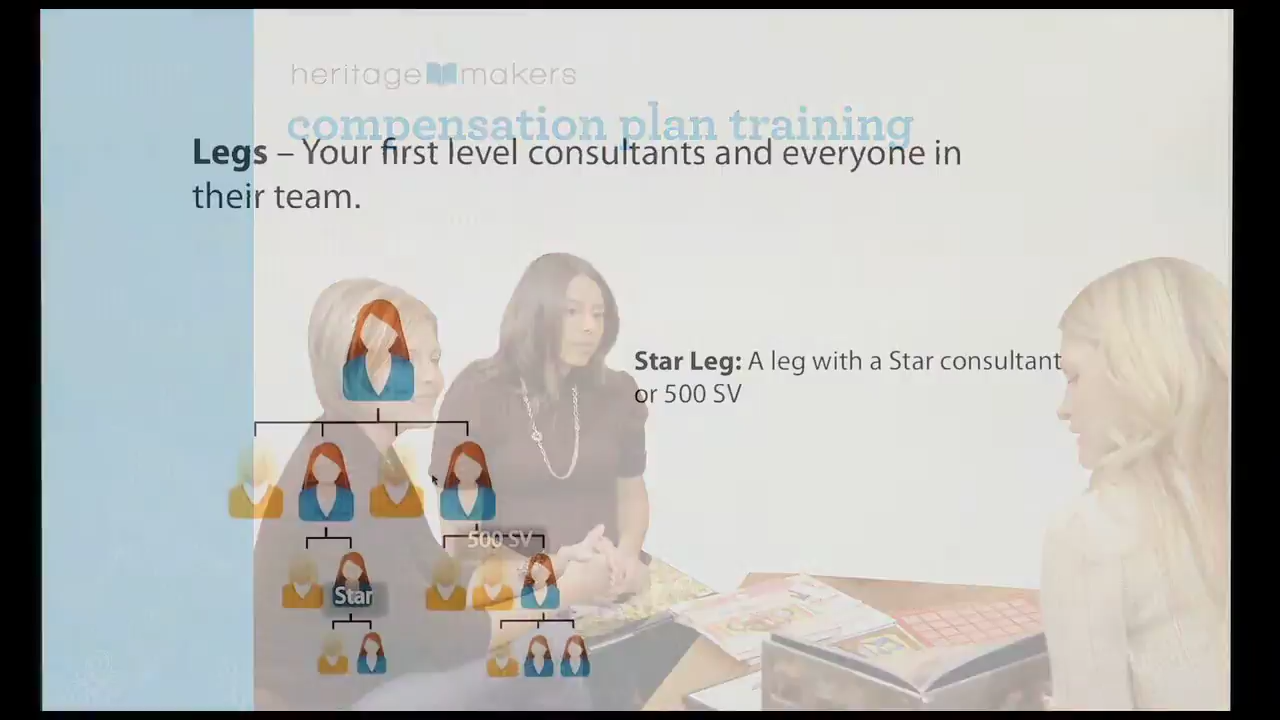 heritage makers
compensation plan training
Legs – Your first level consultants and everyone in
their team.
Star Leg: A leg with a Star consultant
or 500 SV
500 SV
Star